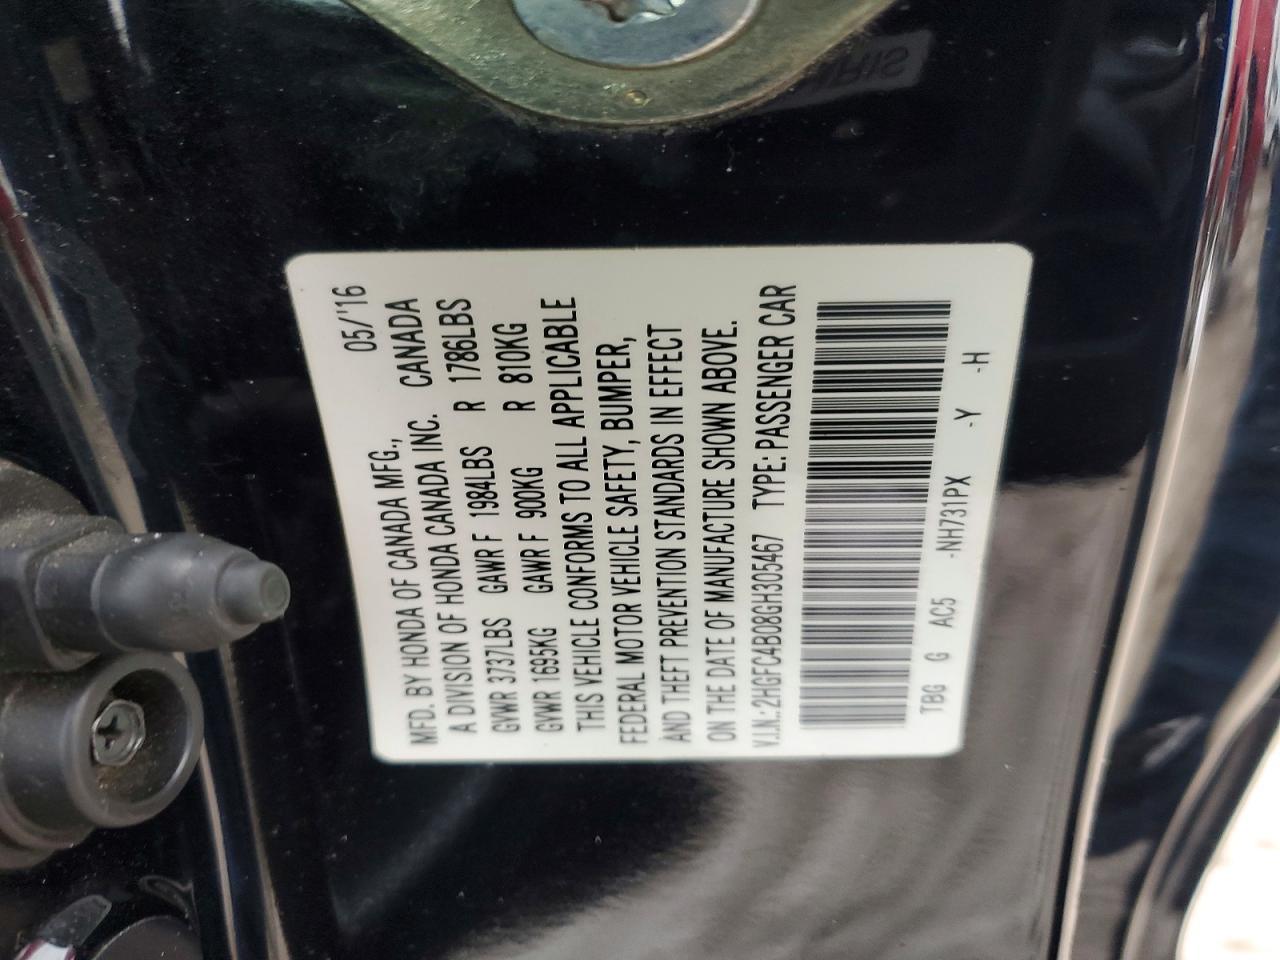 MFD. BY HONDA OF CANADA MFG., 05/'16
A DIVISION OF HONDA CANADA INC. CANADA
GVWR 3737LBS GAWR F 1984LBS R 1786LBS
GVWR 1695KG GAWR F 900KG R 810KG
THIS VEHICLE CONFORMS TO ALL APPLICABLE
FEDERAL MOTOR VEHICLE SAFETY, BUMPER,
AND THEFT PREVENTION STANDARDS IN EFFECT
ON THE DATE OF MANUFACTURE SHOWN ABOVE.
V.I.N.: 2HGFC4B08GH305467 TYPE: PASSENGER CAR
TBG G AC5 -NH731PX -Y -H